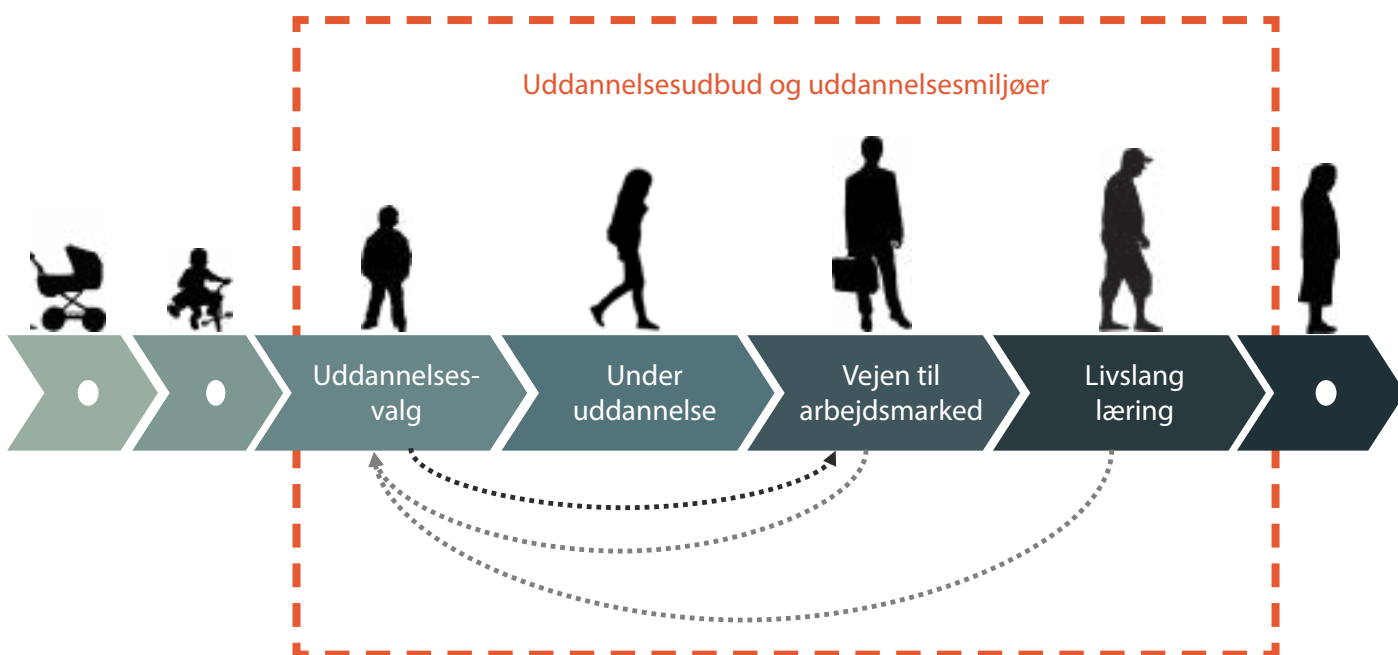 Uddannelsesudbud og uddannelsesmiljøer
Uddannelses-
valg
Under
uddannelse
Vejen til
arbejdsmarked
Livslang
læring